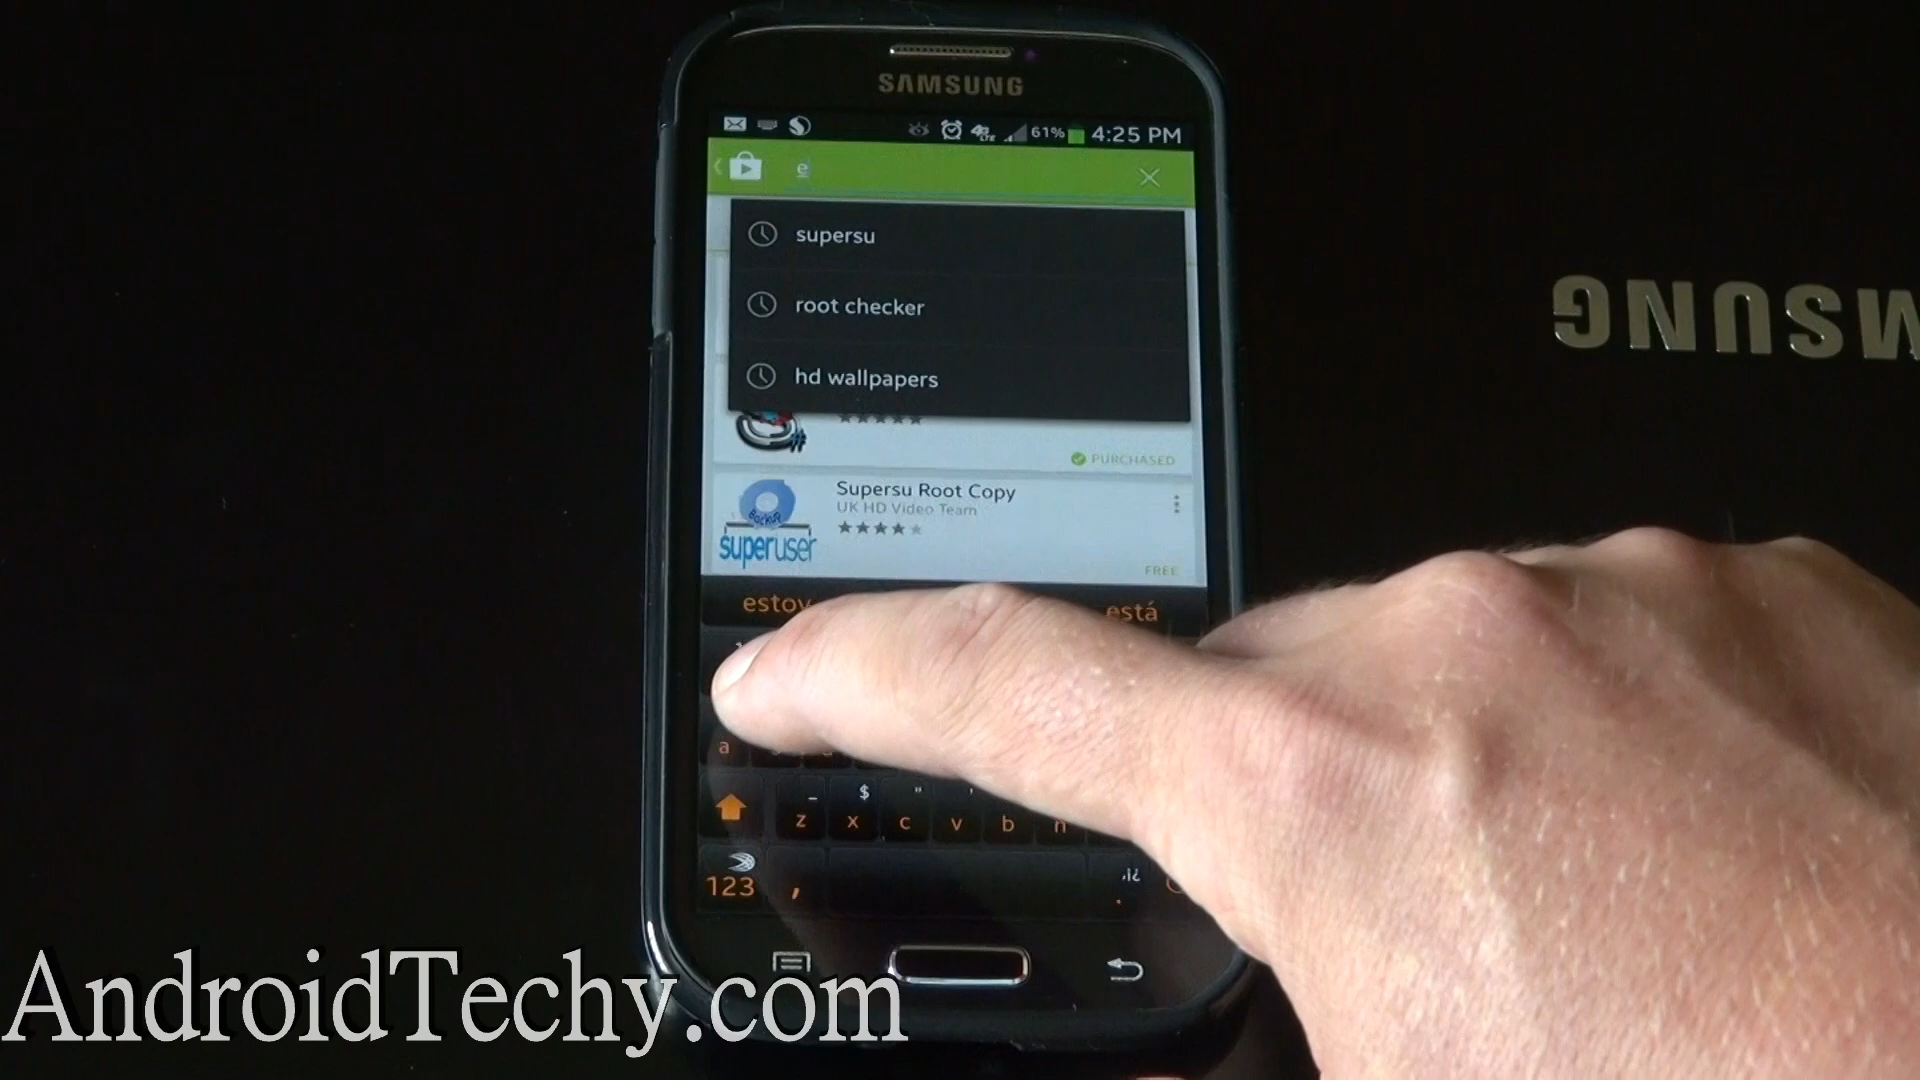 SAMSUNG
61% 4:25 PM
e
supersu
root checker
hd wallpapers
PURCHASED
Supersu Root Copy
UK HD Video Team
Backup
superuser
FREE
estoy está
a
_ $ "
z x c v b n
123 , .
SAMSUNG
AndroidTechy.com